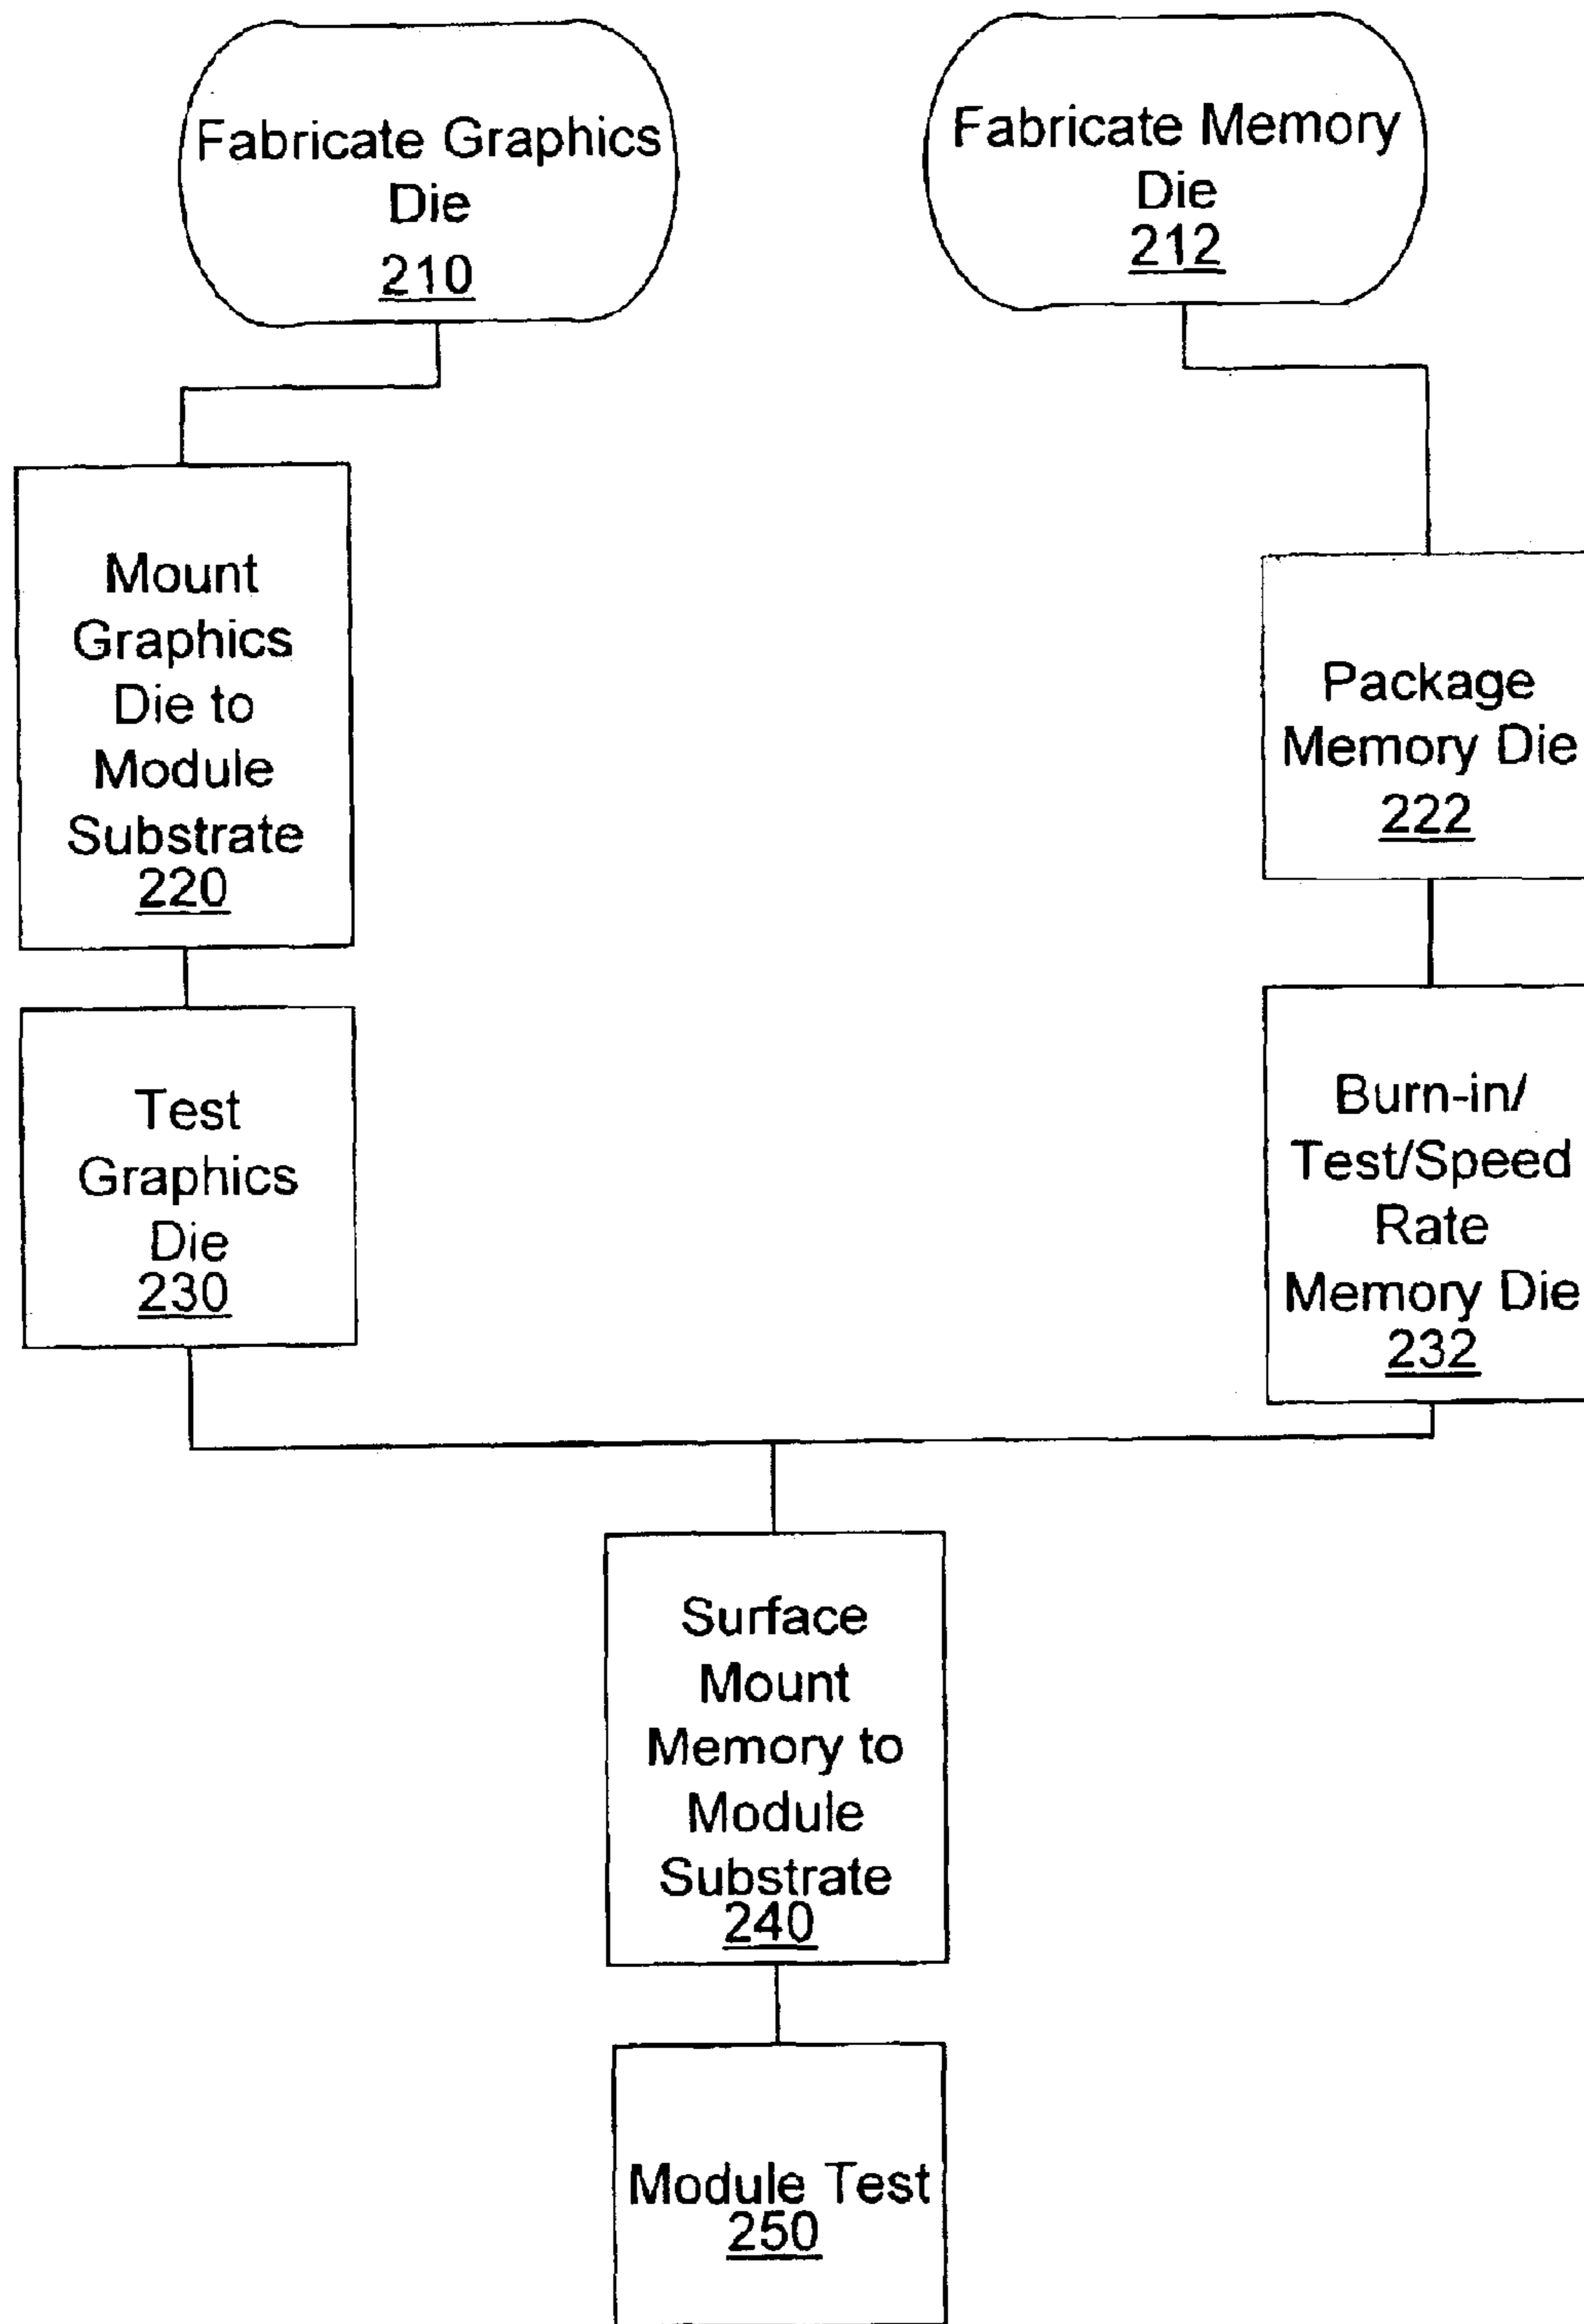 Fabricate Graphics
Die
210
Fabricate Memory
Die
212
Mount
Graphics
Die to
Module
Substrate
220
Package
Memory Die
222
Test
Graphics
Die
230
Burn-in/
Test/Speed
Rate
Memory Die
232
Surface
Mount
Memory to
Module
Substrate
240
Module Test
250